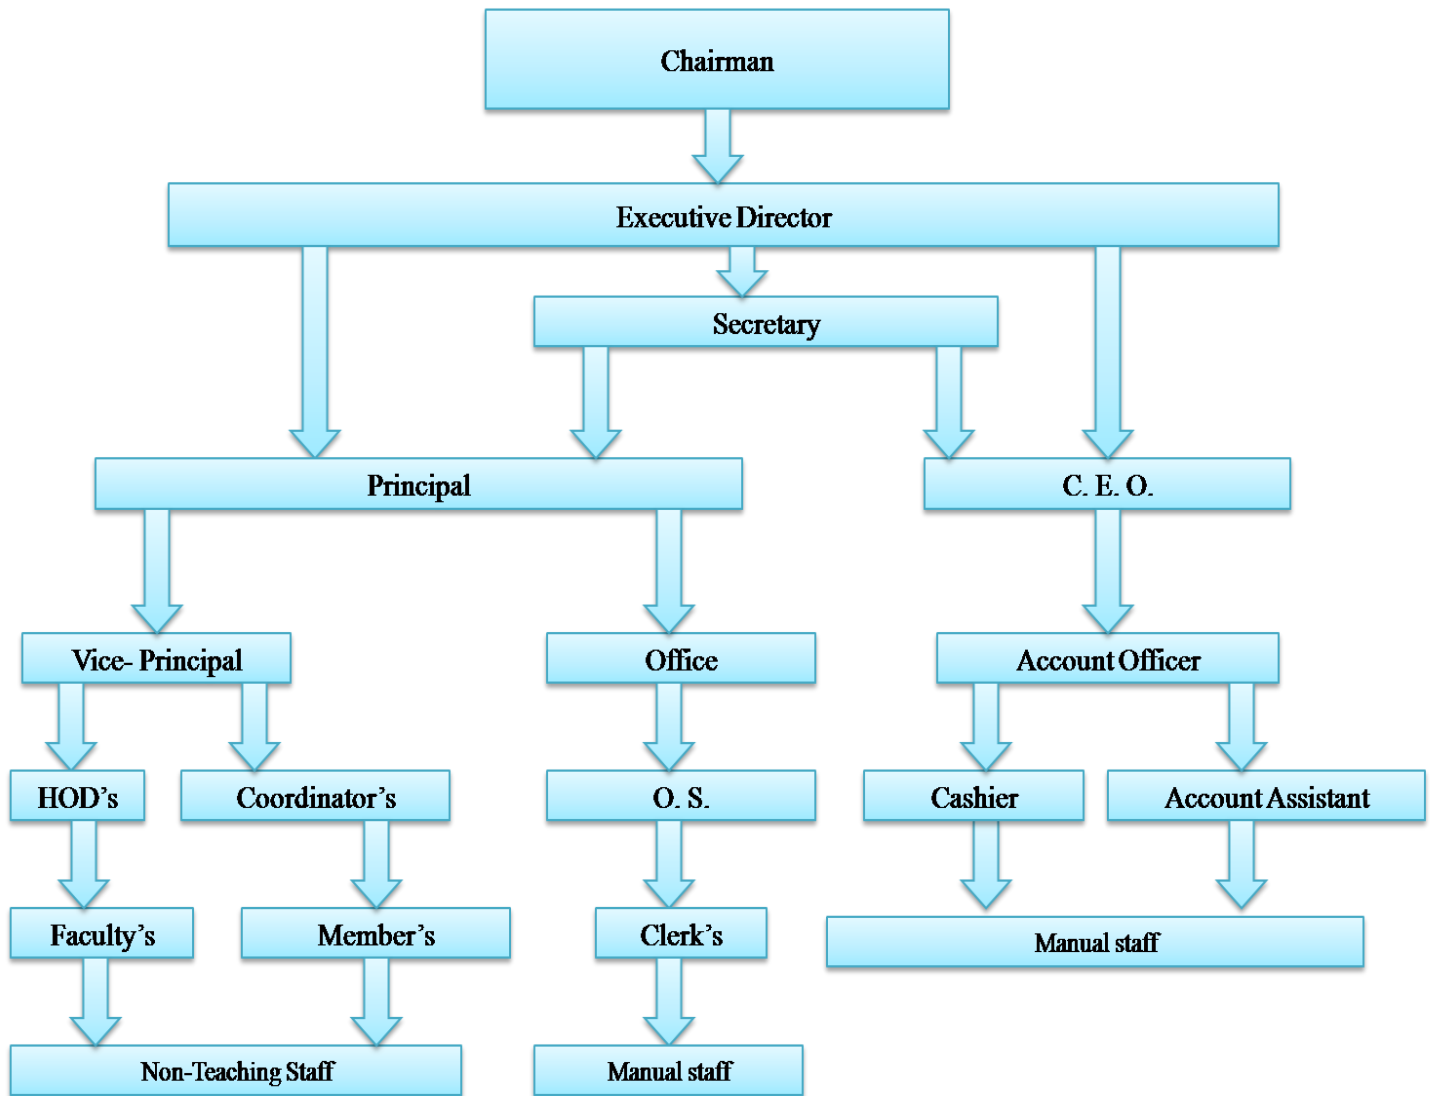 Chairman
Executive Director
Secretary
Principal
C. E. O.
Vice- Principal
Office
Account Officer
HOD’s
Coordinator’s
O. S.
Cashier
Account Assistant
Faculty’s
Member’s
Clerk’s
Manual staff
Non-Teaching Staff
Manual staff